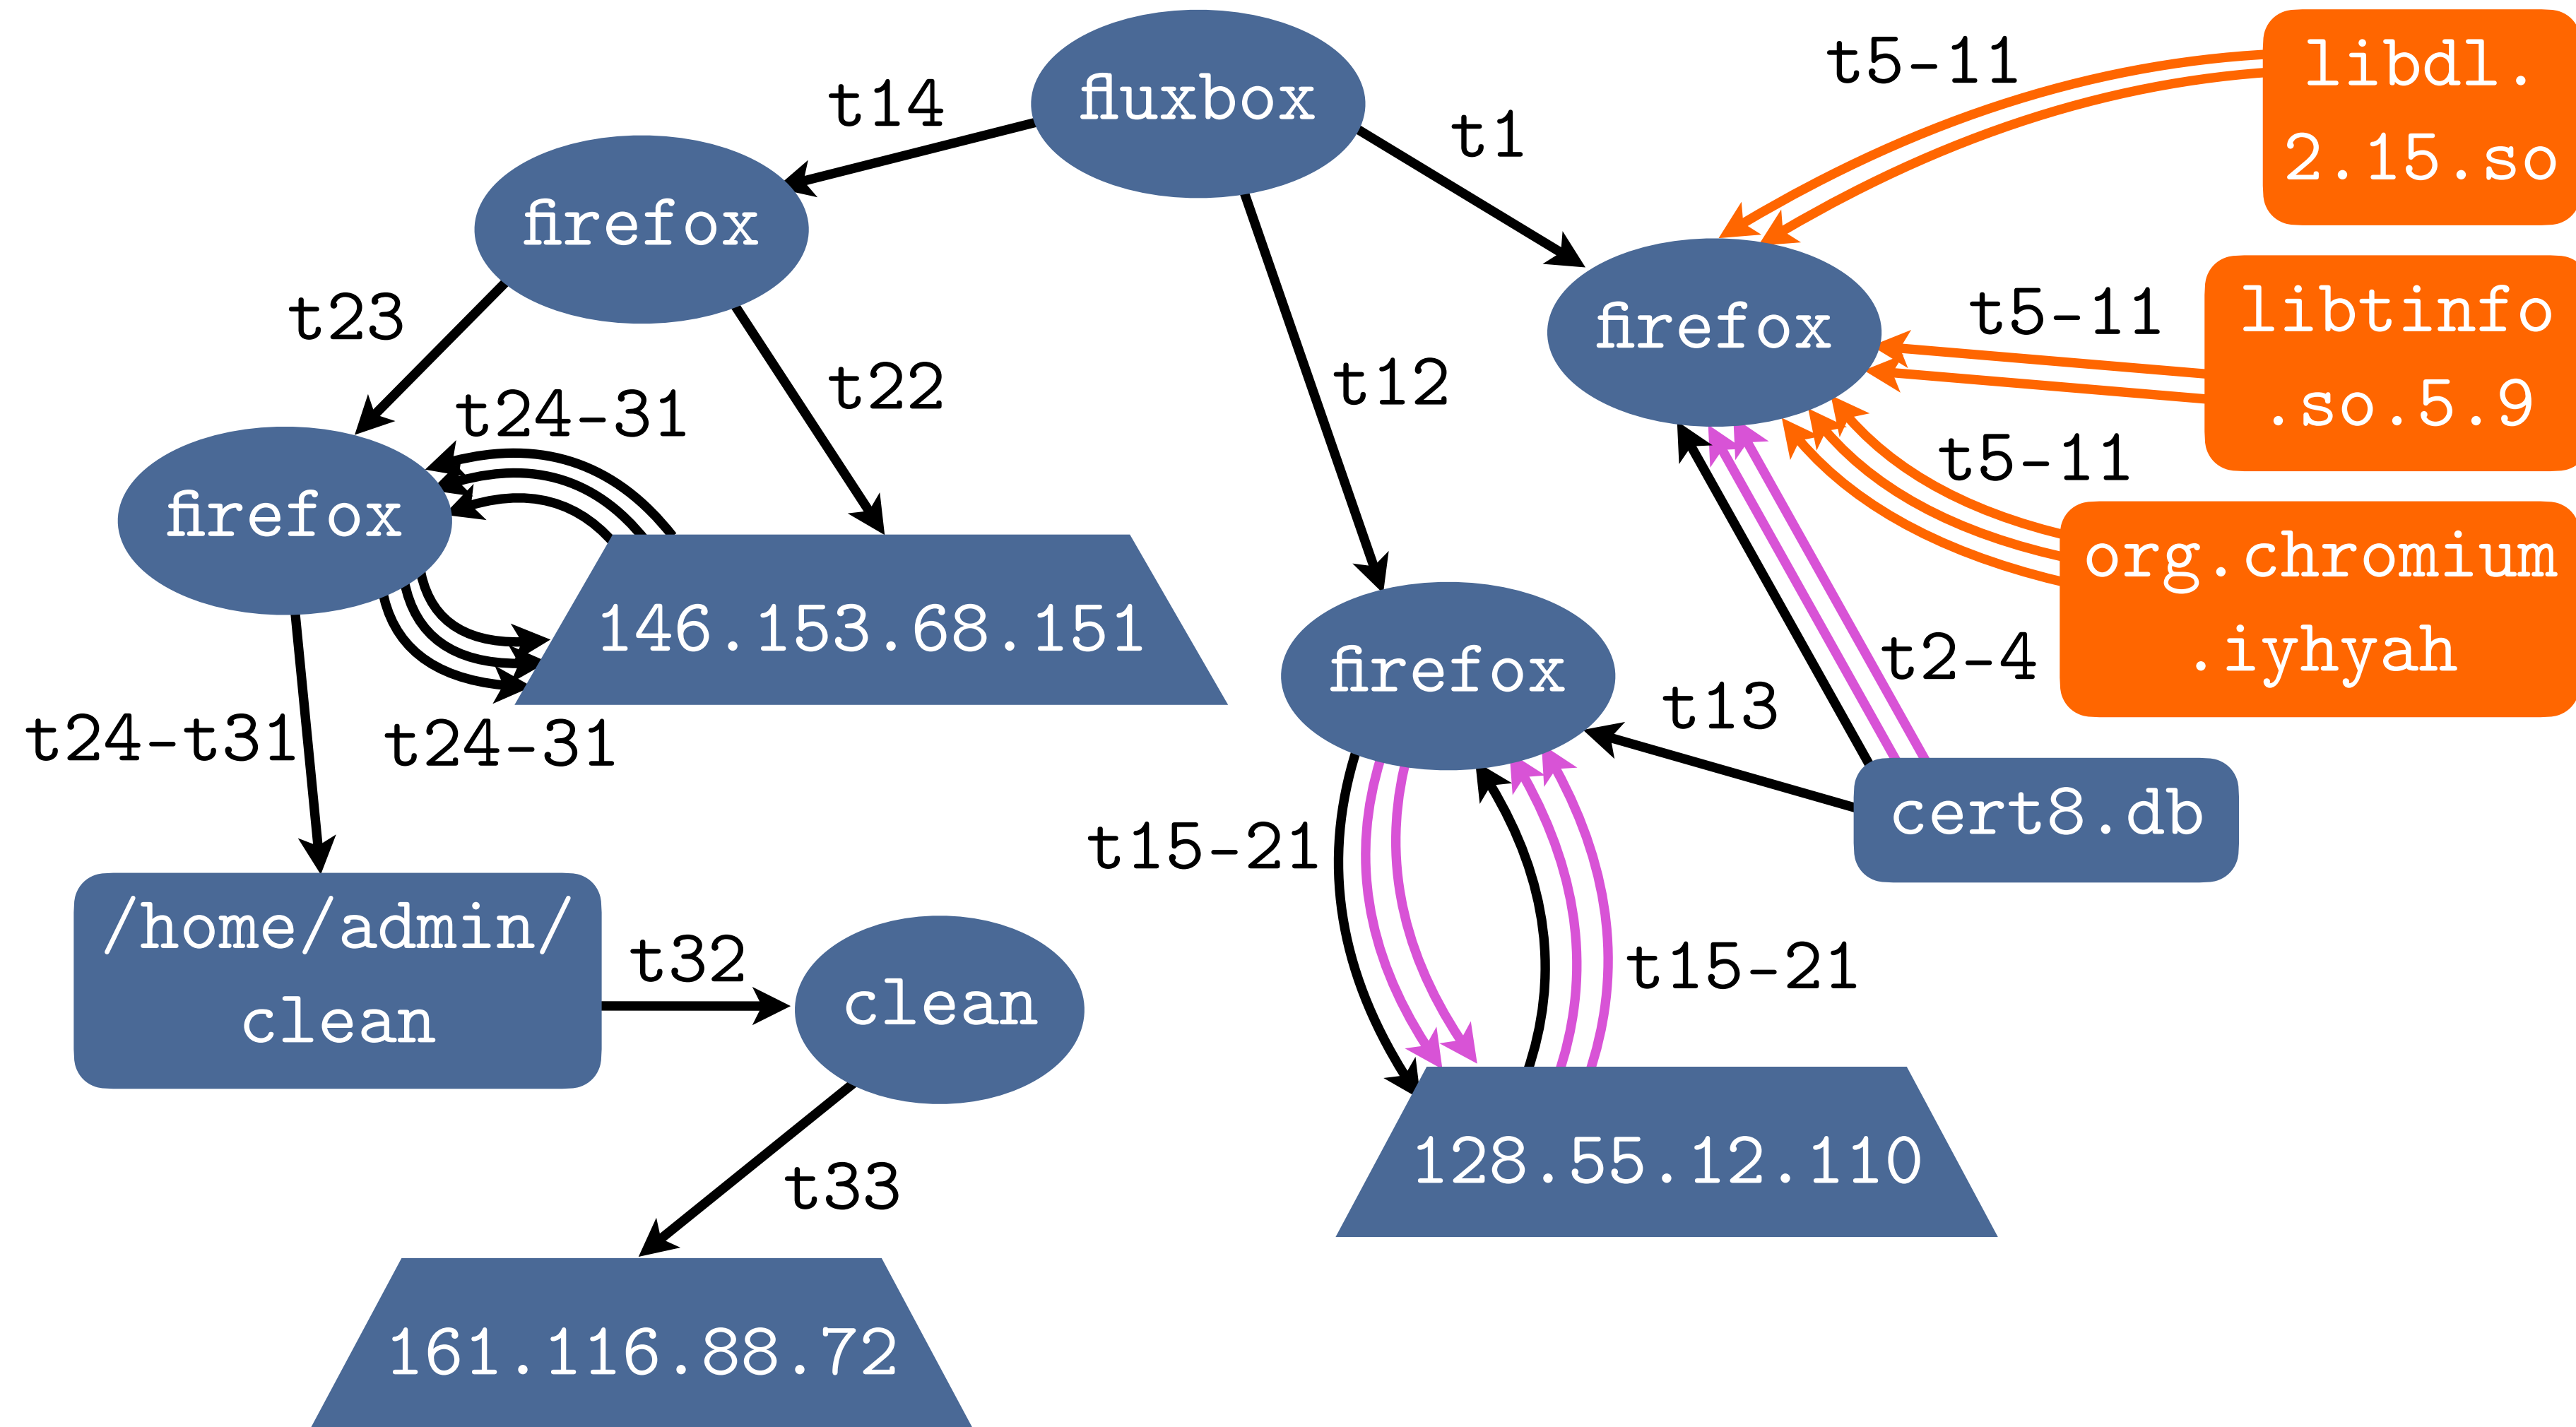 fluxbox
t14
t1
t5-11
libdl.
2.15.so
firefox
firefox
t5-11
libtinfo
.so.5.9
t23
t22
t12
t24-31
t5-11
firefox
org.chromium
.iyhyah
146.153.68.151
firefox
t2-4
t13
t24-t31
t24-31
cert8.db
t15-21
/home/admin/
clean
t32
clean
t15-21
128.55.12.110
t33
161.116.88.72